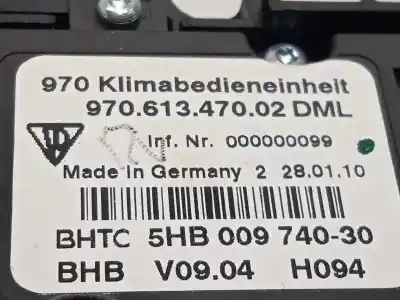 970 Klimabedieneinheit
970.613.470.02 DML
Inf. Nr. 000000099
Made in Germany 2 28.01.10
BHTC 5HB 009 740-30
BHB V09.04 H094